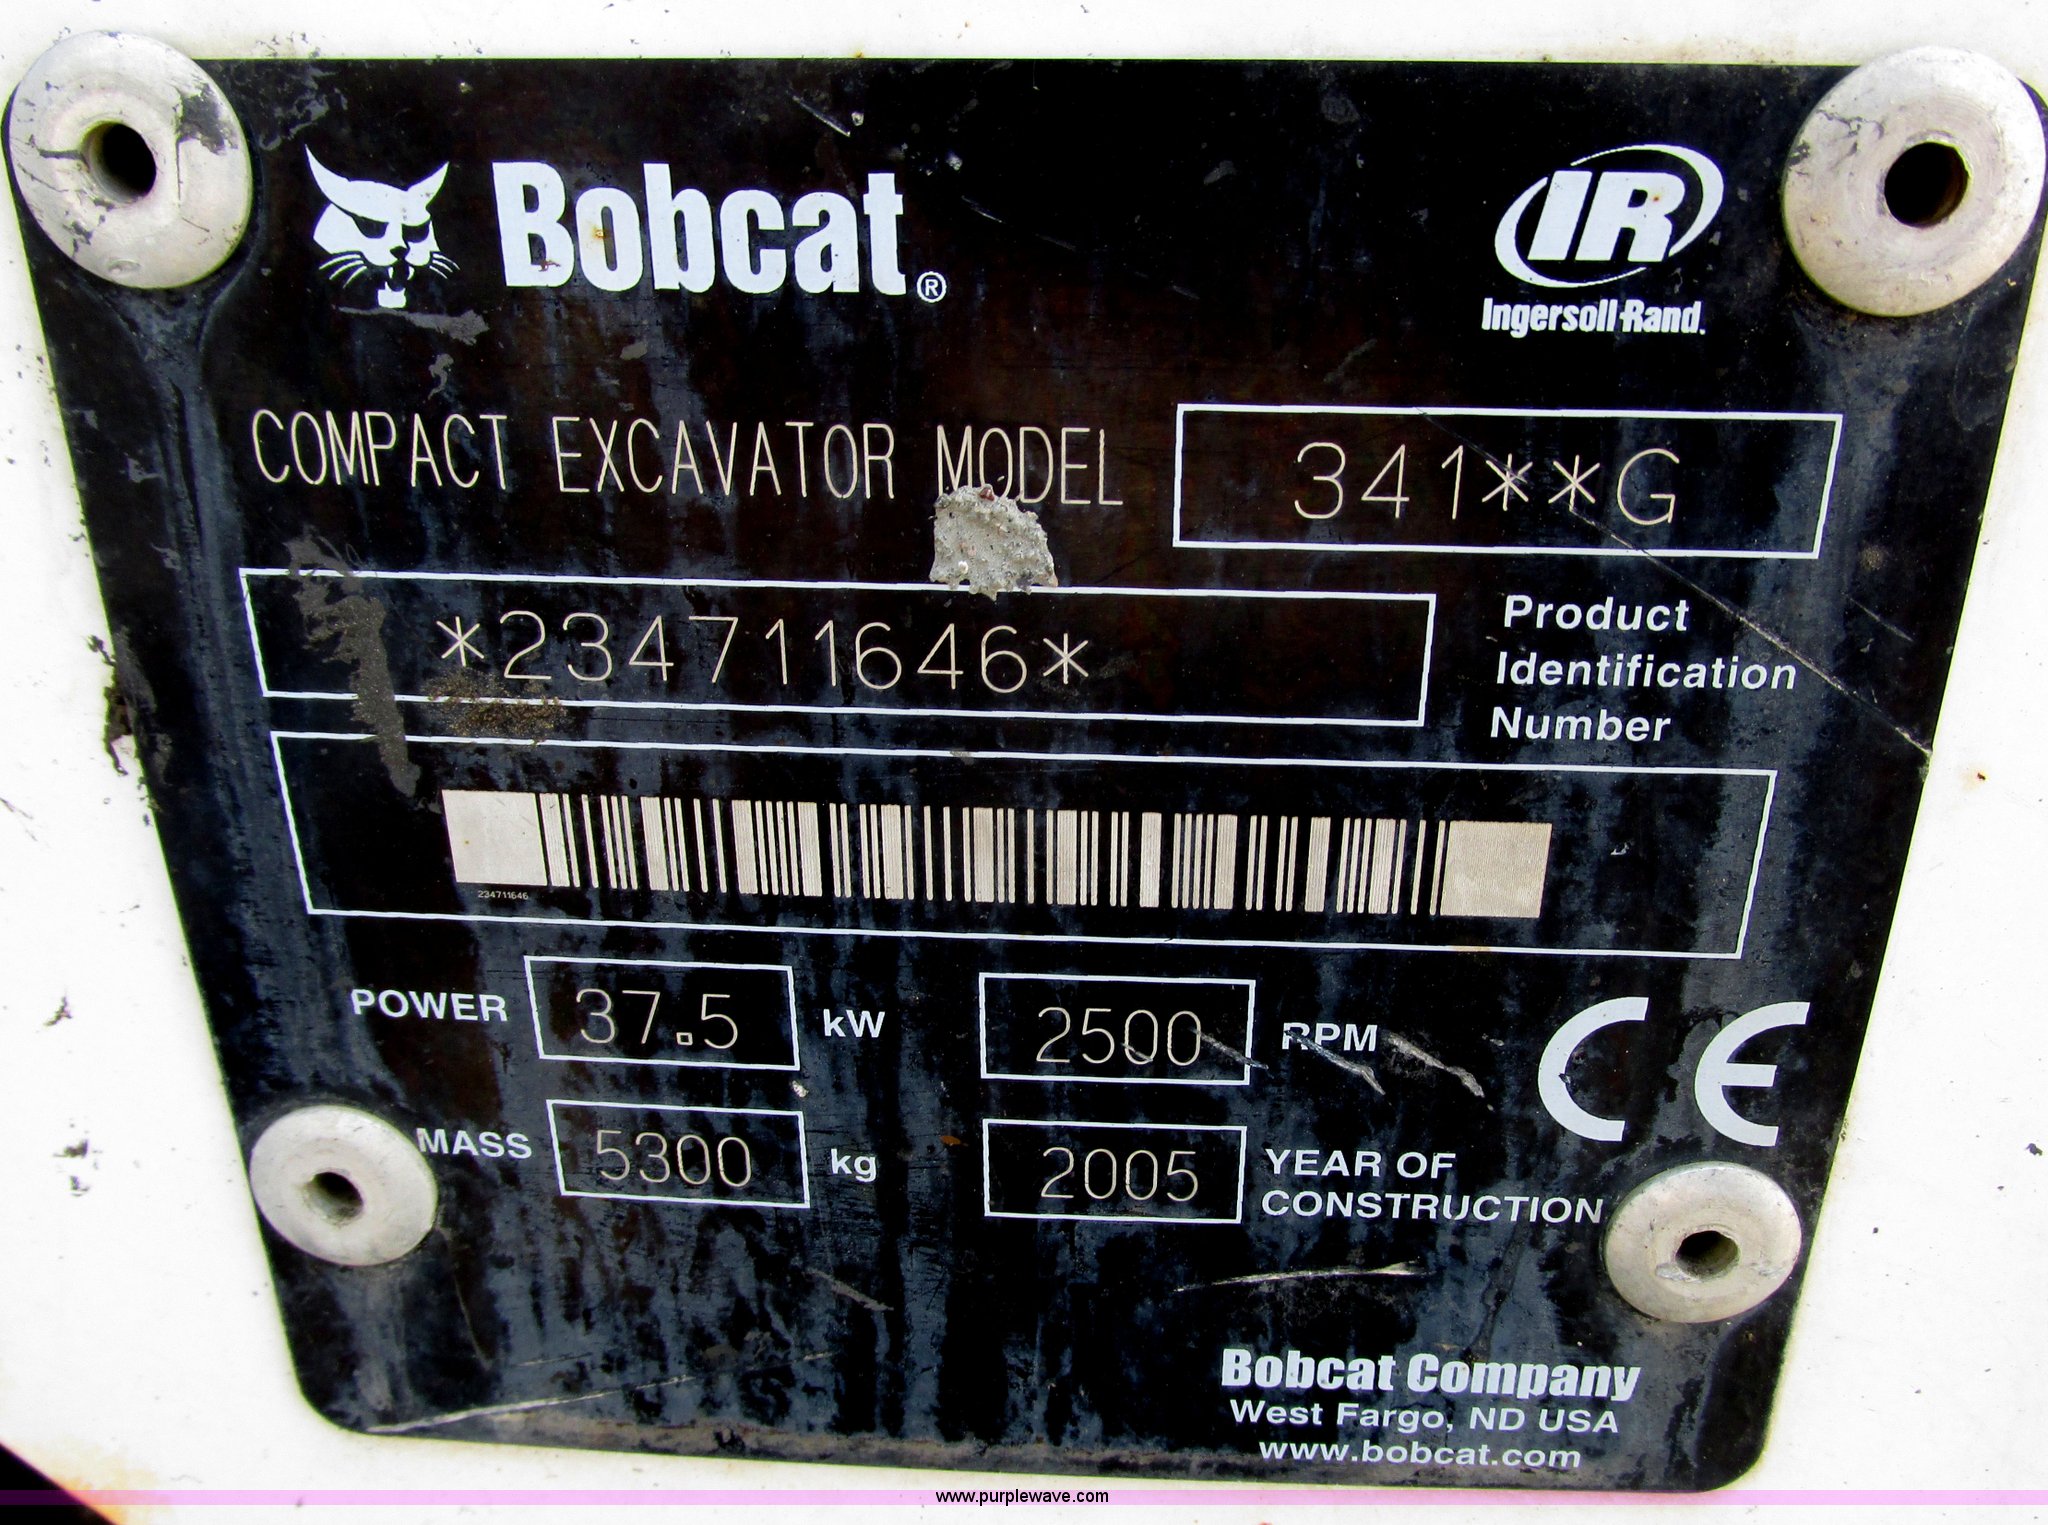 Bobcat®
IR
Ingersoll-Rand.
COMPACT EXCAVATOR MODEL 341**G
*234711646*
Product
Identification
Number
234711646
POWER 37.5 kW 2500 RPM
CE
MASS 5300 kg 2005 YEAR OF
CONSTRUCTION
Bobcat Company
West Fargo, ND USA
www.bobcat.com
www.purplewave.com